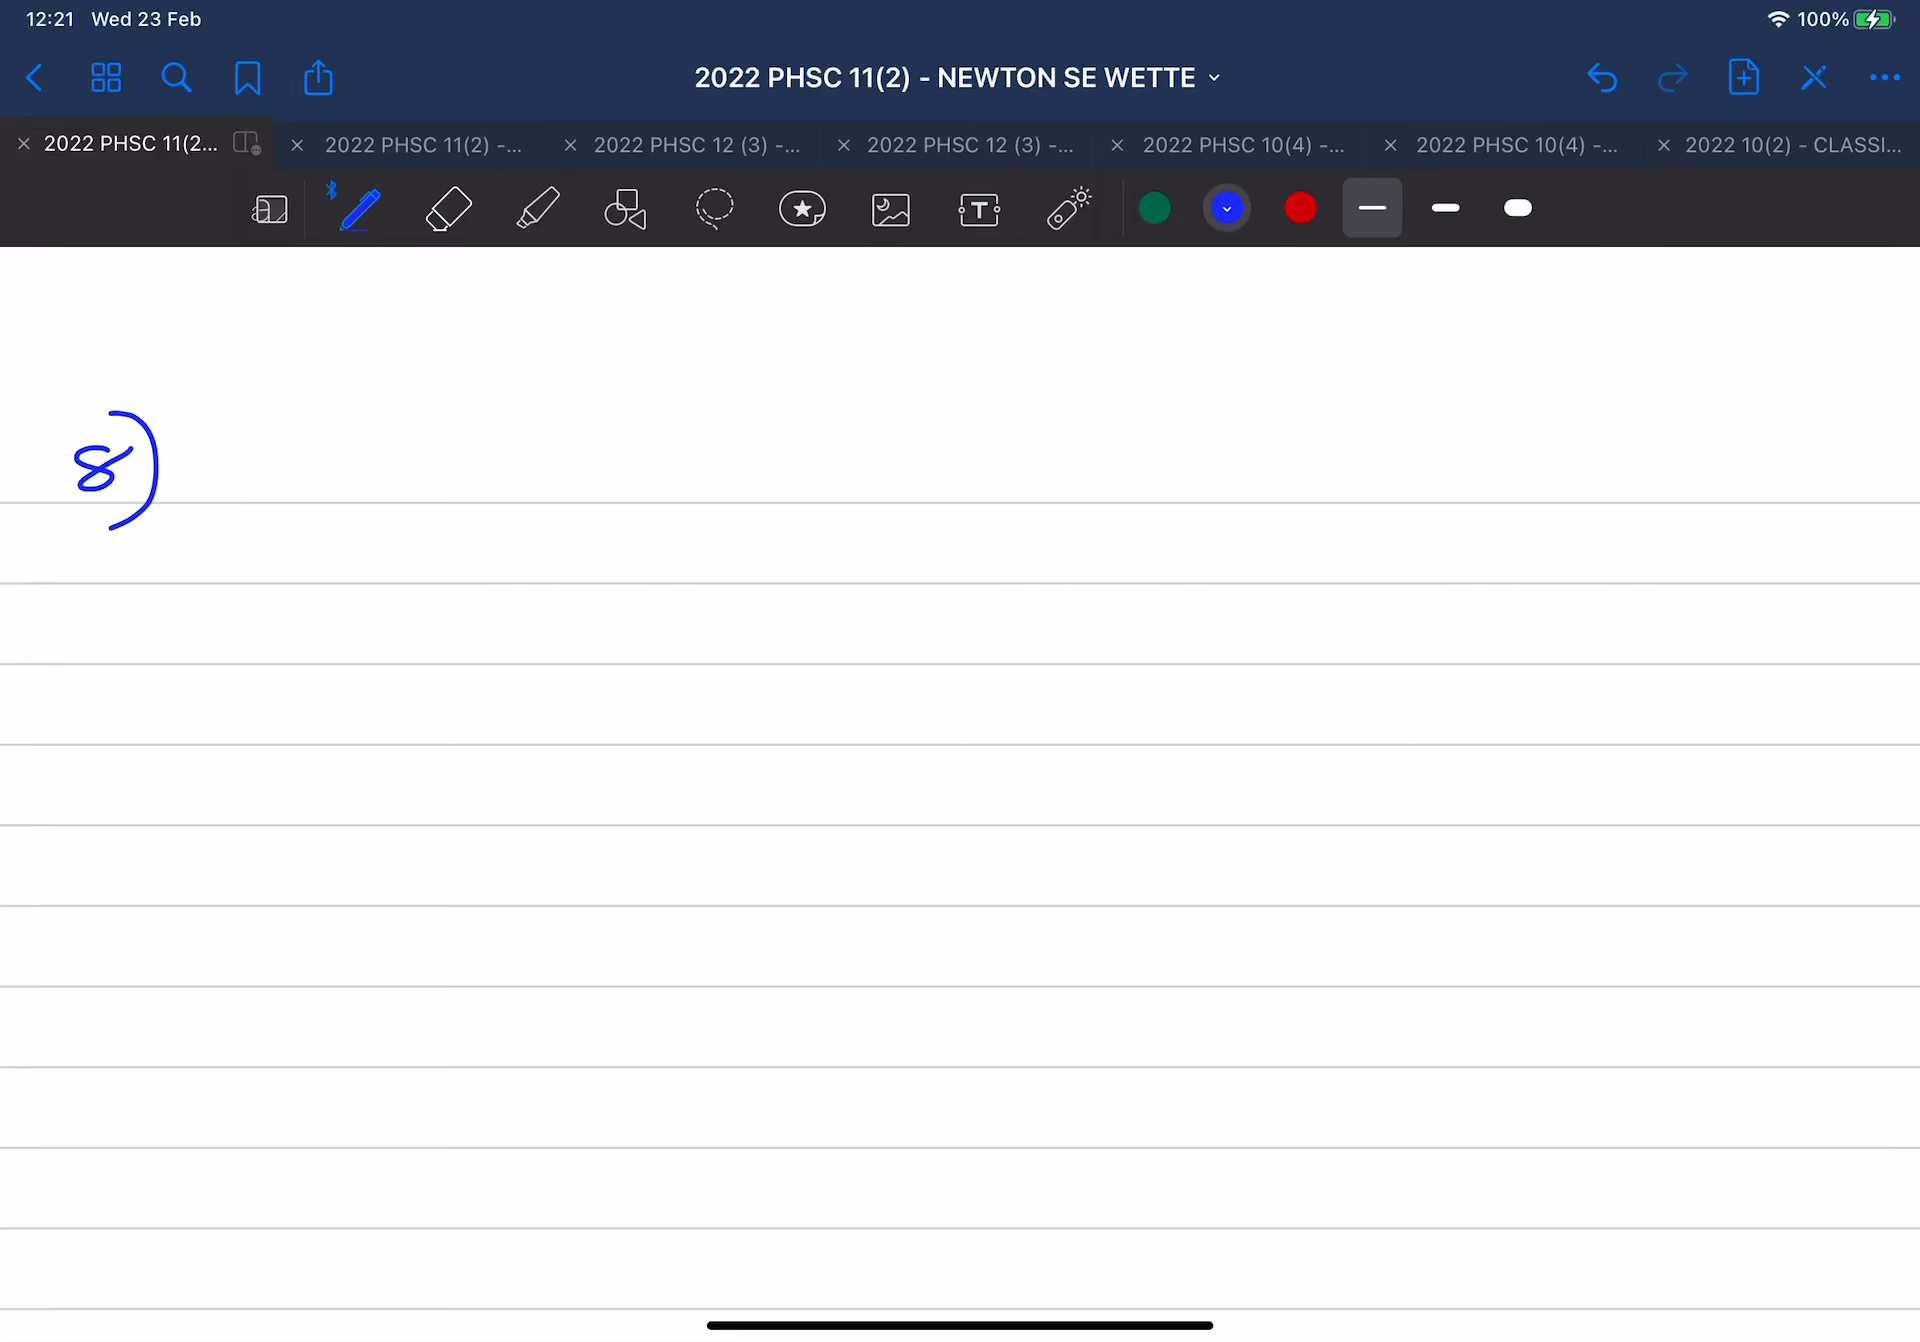 12:21 Wed 23 Feb 100%
2022 PHSC 11(2) - NEWTON SE WETTE
2022 PHSC 11(2... 2022 PHSC 11(2) -... 2022 PHSC 12 (3) -... 2022 PHSC 12 (3) -... 2022 PHSC 10(4) -... 2022 PHSC 10(4) -... 2022 10(2) - CLASSI...
8)